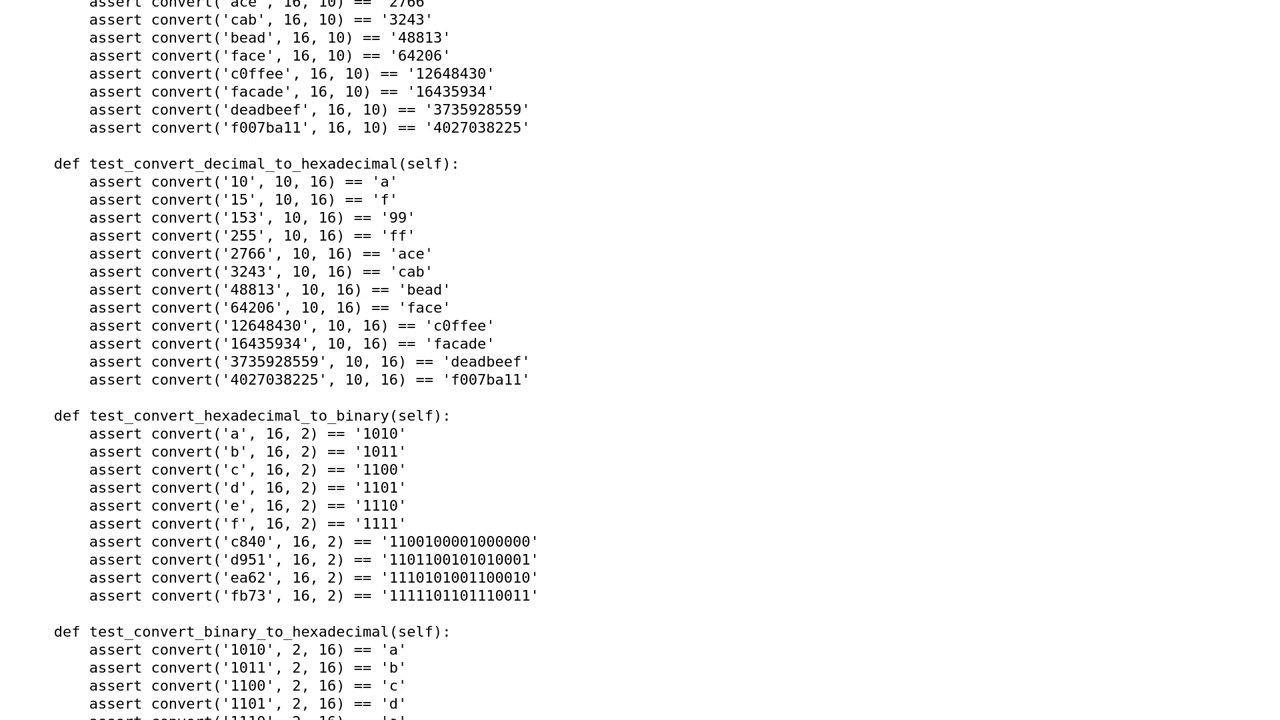 assert convert('ace', 16, 10) == '2766'
assert convert('cab', 16, 10) == '3243'
assert convert('bead', 16, 10) == '48813'
assert convert('face', 16, 10) == '64206'
assert convert('c0ffee', 16, 10) == '12648430'
assert convert('facade', 16, 10) == '16435934'
assert convert('deadbeef', 16, 10) == '3735928559'
assert convert('f007ba11', 16, 10) == '4027038225'
def test_convert_decimal_to_hexadecimal(self):
assert convert('10', 10, 16) == 'a'
assert convert('15', 10, 16) == 'f'
assert convert('153', 10, 16) == '99'
assert convert('255', 10, 16) == 'ff'
assert convert('2766', 10, 16) == 'ace'
assert convert('3243', 10, 16) == 'cab'
assert convert('48813', 10, 16) == 'bead'
assert convert('64206', 10, 16) == 'face'
assert convert('12648430', 10, 16) == 'c0ffee'
assert convert('16435934', 10, 16) == 'facade'
assert convert('3735928559', 10, 16) == 'deadbeef'
assert convert('4027038225', 10, 16) == 'f007ba11'
def test_convert_hexadecimal_to_binary(self):
assert convert('a', 16, 2) == '1010'
assert convert('b', 16, 2) == '1011'
assert convert('c', 16, 2) == '1100'
assert convert('d', 16, 2) == '1101'
assert convert('e', 16, 2) == '1110'
assert convert('f', 16, 2) == '1111'
assert convert('c840', 16, 2) == '1100100001000000'
assert convert('d951', 16, 2) == '1101100101010001'
assert convert('ea62', 16, 2) == '1110101001100010'
assert convert('fb73', 16, 2) == '1111101101110011'
def test_convert_binary_to_hexadecimal(self):
assert convert('1010', 2, 16) == 'a'
assert convert('1011', 2, 16) == 'b'
assert convert('1100', 2, 16) == 'c'
assert convert('1101', 2, 16) == 'd'